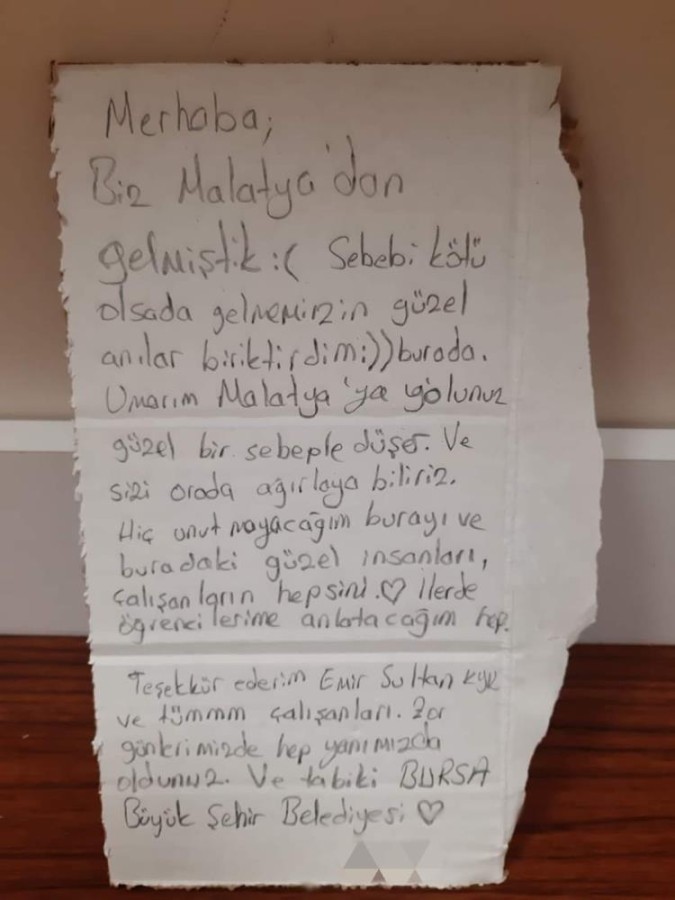 Merhaba;
Biz Malatya'dan
gelmiştik :( Sebebi kötü
olsada gelmemizin güzel
anılar biriktirdim:)) burada.
Umarım Malatya'ya yolunuz
güzel bir sebeple düşer. Ve
sizi orada ağırlaya biliriz.
Hiç unutmayacağım burayı ve
buradaki güzel insanları,
çalışanların hepsini.♡ İlerde
öğrencilerime anlatacağım hep.
Teşekkür ederim Emir Sultan KYK
ve tümmm çalışanları. Zor
günlerimizde hep yanımızda
oldunuz. Ve tabiki BURSA
Büyük Şehir Belediyesi ♡